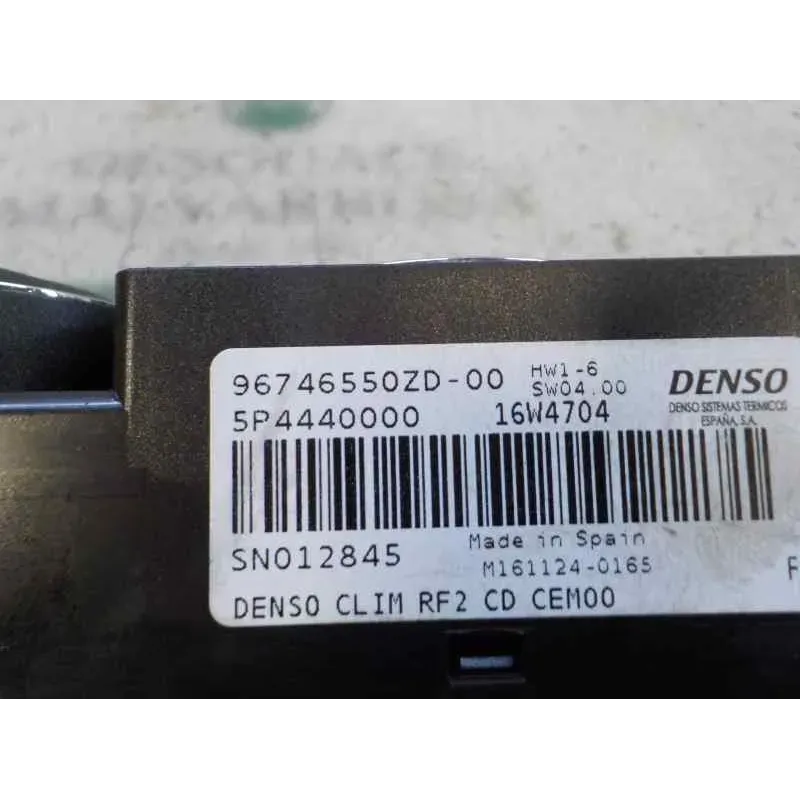 96746550ZD-00 HW1-6 SW04.00 DENSO
5P4440000 16W4704 DENSO SISTEMAS TERMICOS ESPAÑA, S.A.
SN012845 Made in Spain
M161124-0165 F
DENSO CLIM RF2 CD CEM00